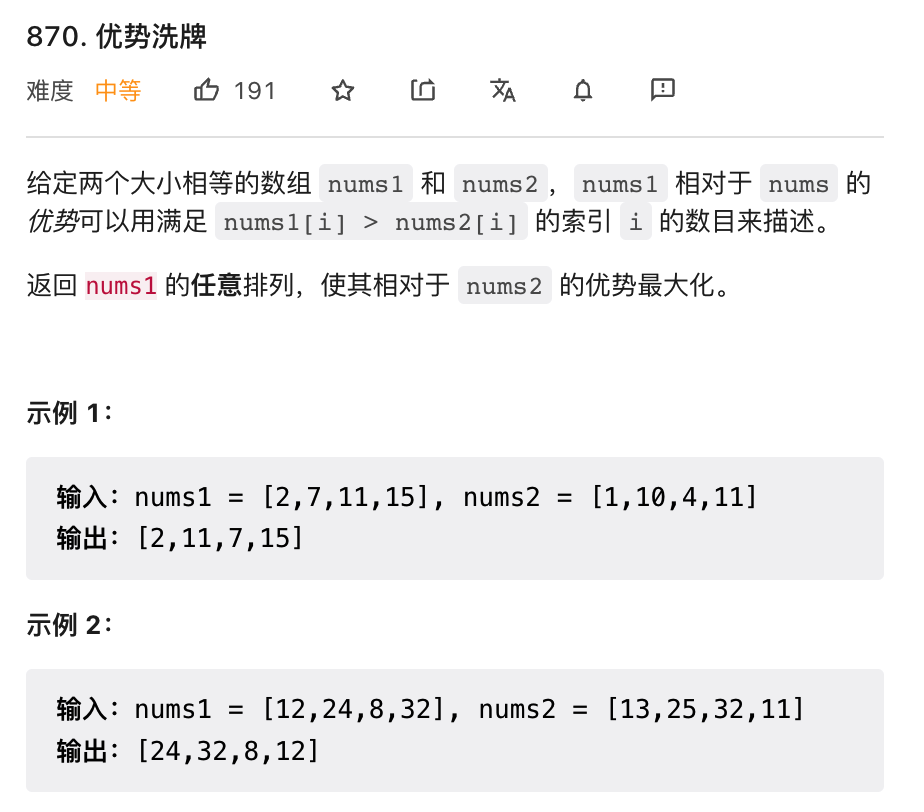 870. 优势洗牌
难度 中等 191
给定两个大小相等的数组 nums1 和 nums2，nums1 相对于 nums 的
优势可以用满足 nums1[i] > nums2[i] 的索引 i 的数目来描述。
返回 nums1 的任意排列，使其相对于 nums2 的优势最大化。
示例 1：
输入：nums1 = [2,7,11,15], nums2 = [1,10,4,11]
输出：[2,11,7,15]
示例 2：
输入：nums1 = [12,24,8,32], nums2 = [13,25,32,11]
输出：[24,32,8,12]